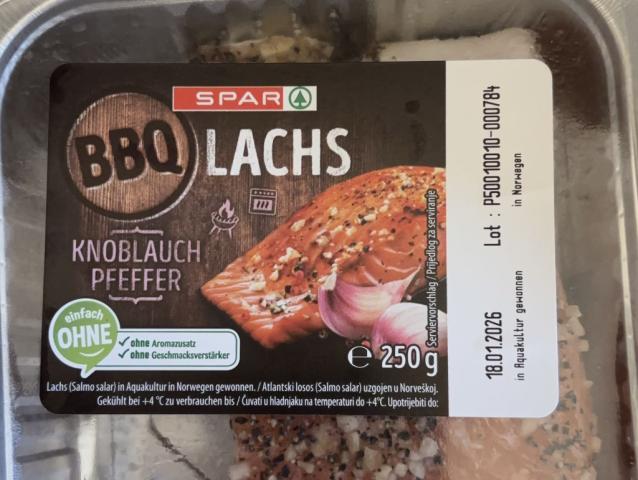 SPAR
BBQ
LACHS
KNOBLAUCH
PFEFFER
einfach
OHNE
ohne Aromazusatz
ohne Geschmacksverstärker
Serviervorschlag / Prijedlog za serviranje
e 250 g
Lachs (Salmo salar) in Aquakultur in Norwegen gewonnen. / Atlantski losos (Salmo salar) uzgojen u Norveškoj.
Gekühlt bei +4 °C zu verbrauchen bis / Čuvati u hladnjaku na temperaturi do +4°C. Upotrijebiti do:
18.01.2026 Lot : P50010010-000784
in Aquakultur gewonnen in Norwegen